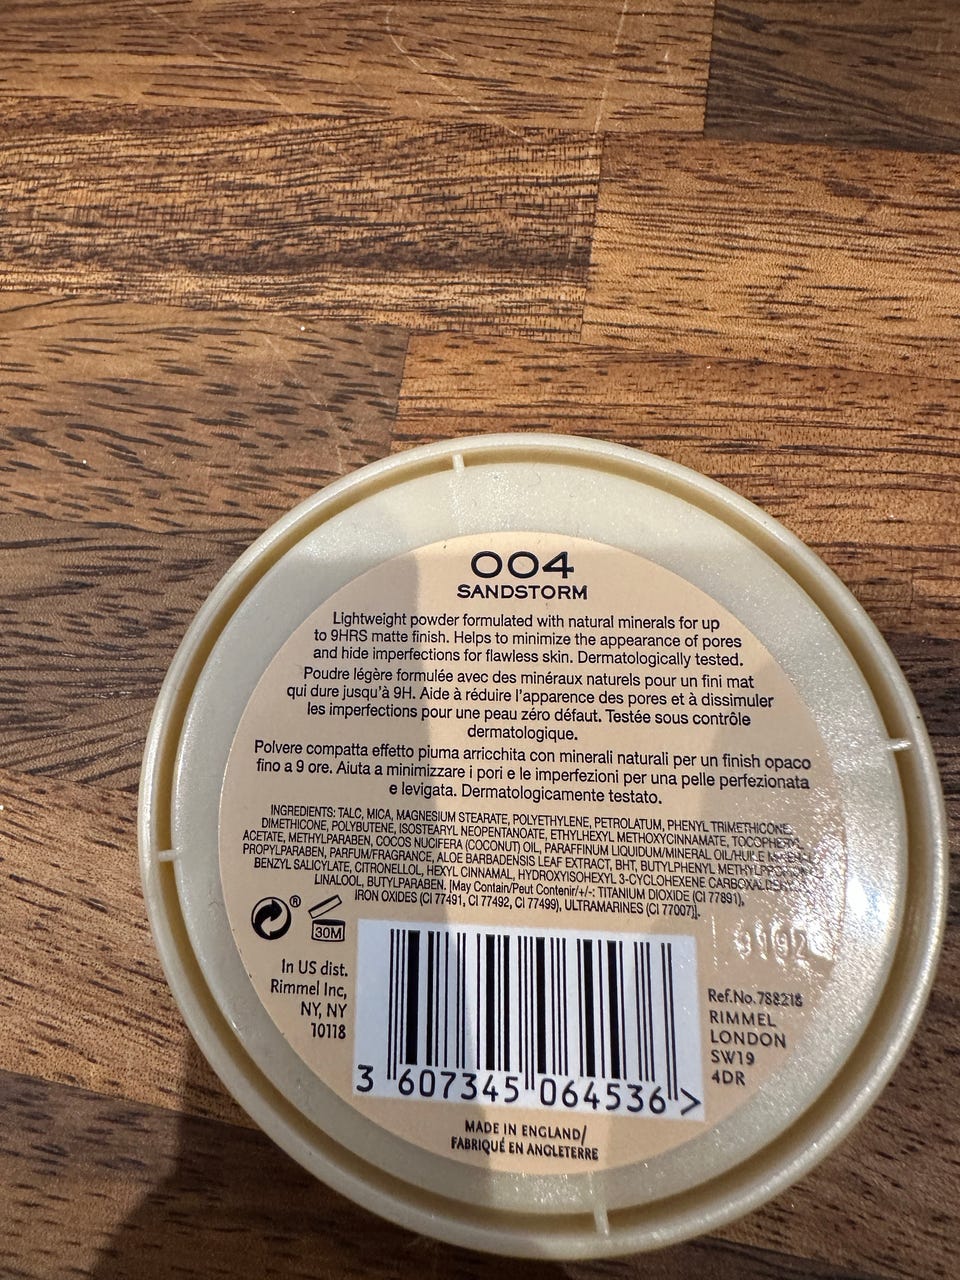 004
SANDSTORM
Lightweight powder formulated with natural minerals for up
to 9HRS matte finish. Helps to minimize the appearance of pores
and hide imperfections for flawless skin. Dermatologically tested.
Poudre légère formulée avec des minéraux naturels pour un fini mat
qui dure jusqu'à 9H. Aide à réduire l'apparence des pores et à dissimuler
les imperfections pour une peau zéro défaut. Testée sous contrôle
dermatologique.
Polvere compatta effetto piuma arricchita con minerali naturali per un finish opaco
fino a 9 ore. Aiuta a minimizzare i pori e le imperfezioni per una pelle perfezionata
e levigata. Dermatologicamente testato.
INGREDIENTS: TALC, MICA, MAGNESIUM STEARATE, POLYETHYLENE, PETROLATUM, PHENYL TRIMETHICONE,
DIMETHICONE, POLYBUTENE, ISOSTEARYL NEOPENTANOATE, ETHYLHEXYL METHOXYCINNAMATE, TOCOPHERYL
ACETATE, METHYLPARABEN, COCOS NUCIFERA (COCONUT) OIL, PARAFFINUM LIQUIDUM/MINERAL OIL/HUILE
PROPYLPARABEN, PARFUM/FRAGRANCE, ALOE BARBADENSIS LEAF EXTRACT, BHT, BUTYLPHENYL
BENZYL SALICYLATE, CITRONELLOL, HEXYL CINNAMAL, HYDROXYISOHEXYL 3-CYCLOHEXENE
LINALOOL, BUTYLPARABEN. [May Contain/Peut Contenir/+/-: TITANIUM DIOXIDE (CI 77891),
IRON OXIDES (CI 77491, CI 77492, CI 77499), ULTRAMARINES (CI 77007)].
®
30M
9192
In US dist.
Rimmel Inc,
NY, NY
10118
Ref.No.788218
RIMMEL
LONDON
SW19
4DR
3 607345 064536 >
MADE IN ENGLAND/
FABRIQUÉ EN ANGLETERRE